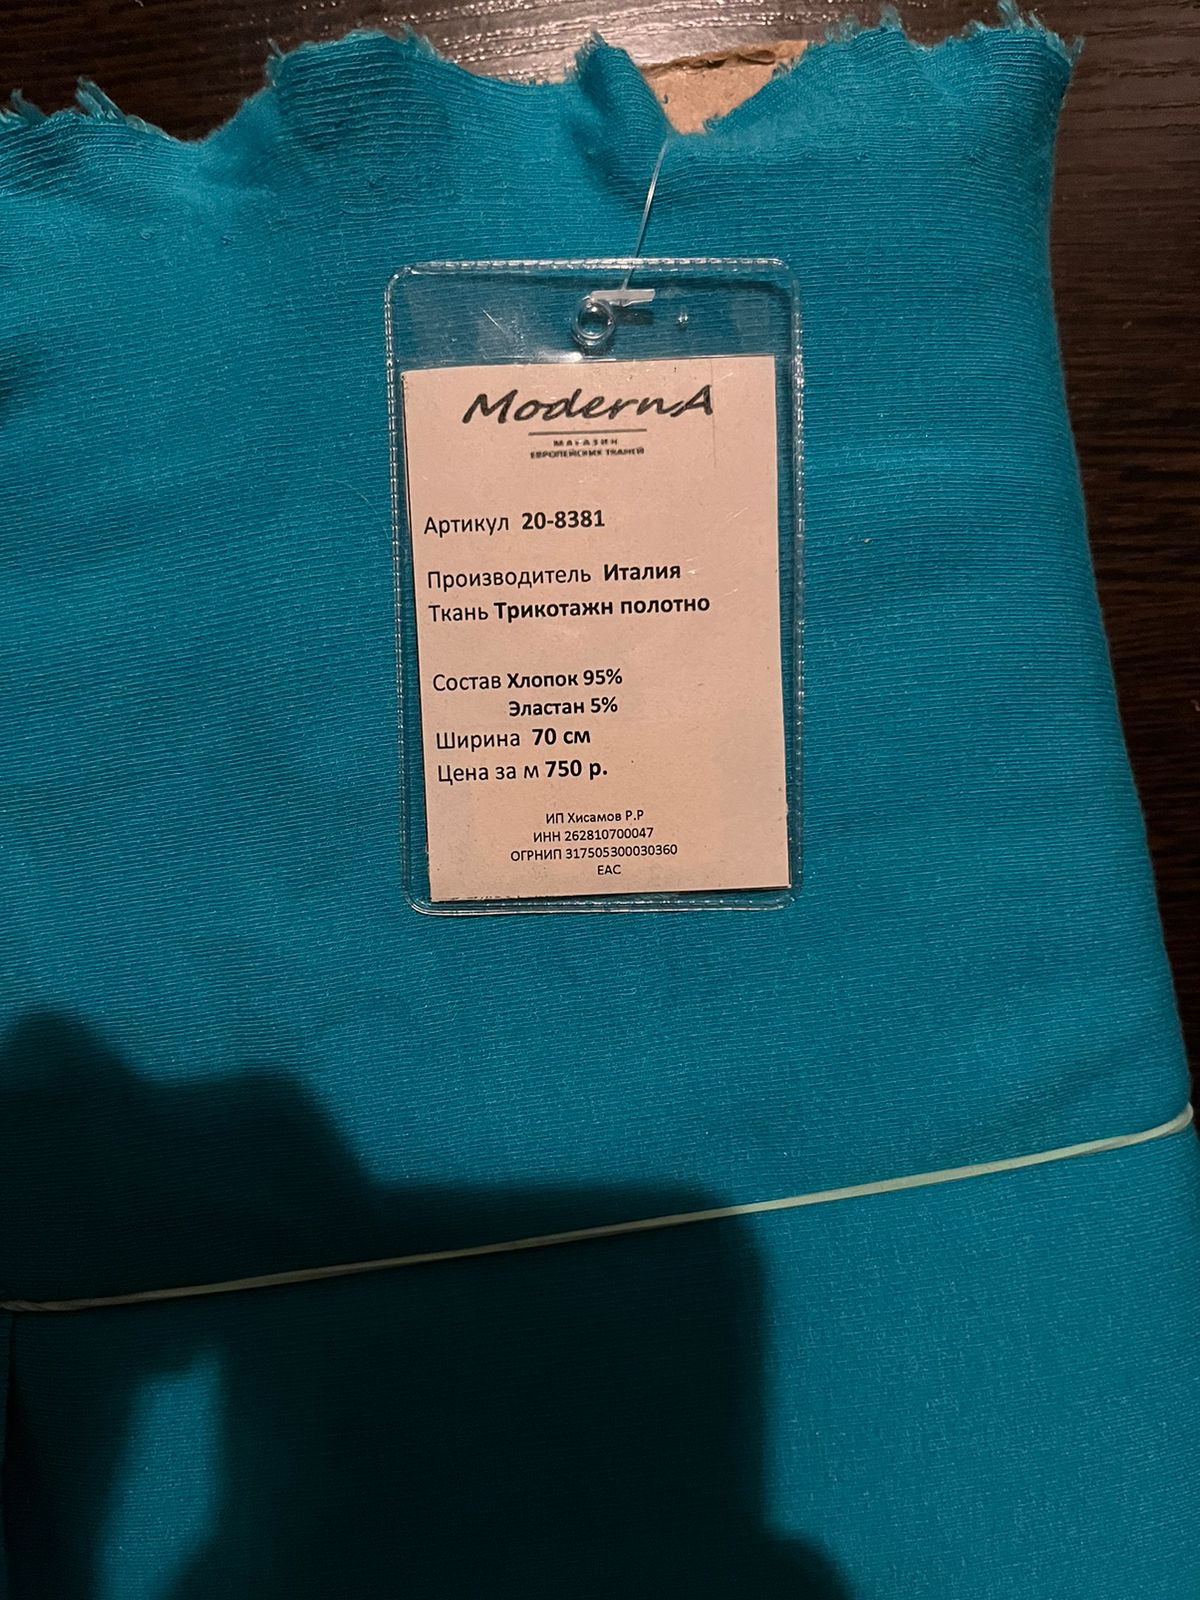 ModernA
МАГАЗИН
ЕВРОПЕЙСКИХ ТКАНЕЙ
Артикул 20-8381
Производитель Италия
Ткань Трикотажн полотно
Состав Хлопок 95%
Эластан 5%
Ширина 70 см
Цена за м 750 р.
ИП Хисамов Р.Р
ИНН 262810700047
ОГРНИП 317505300030360
ЕАС